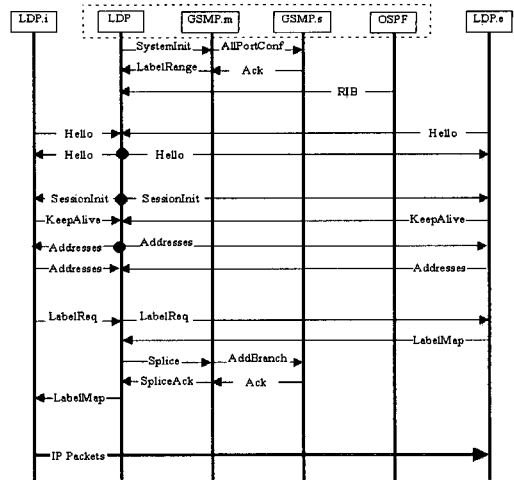 LDP.i LDP GSMP.m GSMP.s OSPF LDP.e
SystemInit AllPortConf
LabelRange Ack
RIB
Hello Hello
Hello Hello
SessionInit SessionInit
KeepAlive KeepAlive
Addresses Addresses
Addresses Addresses
LabelReq LabelReq
LabelMap
Splice AddBranch
SpliceAck Ack
LabelMap
IP Packets